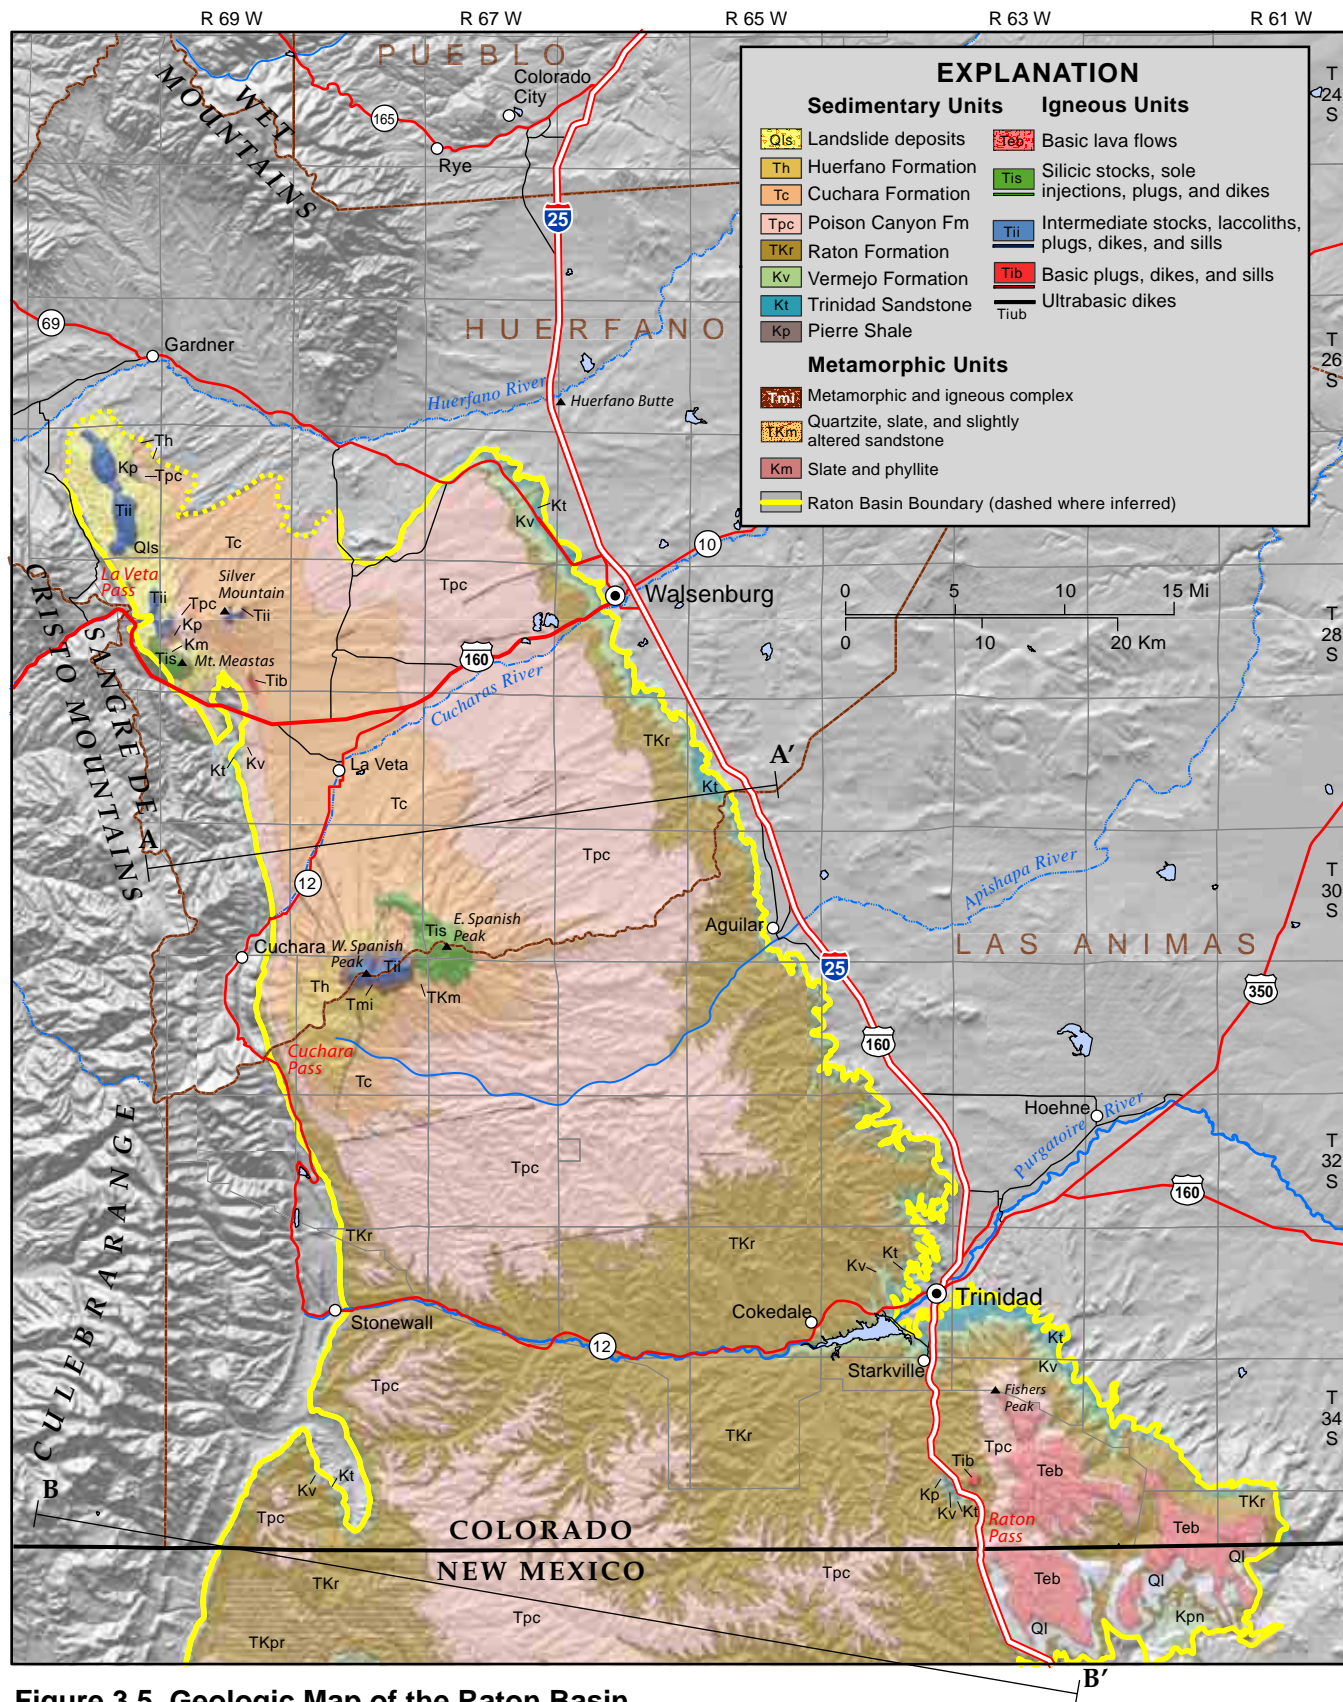 R 69 W
R 67 W
R 65 W
R 63 W
R 61 W
PUEBLO
Colorado
City
WET
MOUNTAINS
165
Rye
25
T
24
S
EXPLANATION
Sedimentary Units
Qls Landslide deposits
Th Huerfano Formation
Tc Cuchara Formation
Tpc Poison Canyon Fm
TKr Raton Formation
Kv Vermejo Formation
Kt Trinidad Sandstone
Kp Pierre Shale
Igneous Units
Teb Basic lava flows
Tis Silicic stocks, sole
injections, plugs, and dikes
Tii Intermediate stocks, laccoliths,
plugs, dikes, and sills
Tib Basic plugs, dikes, and sills
Tiub Ultrabasic dikes
Metamorphic Units
Tmi Metamorphic and igneous complex
TKm Quartzite, slate, and slightly
altered sandstone
Km Slate and phyllite
Raton Basin Boundary (dashed where inferred)
69
Gardner
HUERFANO
Huerfano River
Huerfano Butte
T
26
S
Th
Kp
Tpc
Tii
Qls
Tc
Kt
Kv
10
La Veta
Pass
Silver
Mountain
Tii
Tpc
Tii
Kp
Km
Tis
Mt. Meastas
Tib
Tpc
Walsenburg
0 5 10 15 Mi
0 10 20 Km
T
28
S
160
Cucharas River
SANGRE DE
CRISTO MOUNTAINS
Kt
Kv
La Veta
TKr
Kt
A'
A
Tc
Tpc
12
Apishapa River
T
30
S
Aguilar
LAS ANIMAS
Cuchara
W. Spanish
Peak
Tii
Tis
E. Spanish
Peak
Th
Tmi
TKm
25
350
160
Cuchara
Pass
Tc
Hoehne
Purgatoire River
T
32
S
160
CULEBRA RANGE
Tpc
TKr
TKr
Kv
Kt
Stonewall
Cokedale
Trinidad
12
Starkville
Kt
Kv
Tpc
Fishers
Peak
T
34
S
TKr
Tpc
Teb
Tib
Kv
Kt
Kp
Kv
Kt
B
Tpc
Raton
Pass
TKr
Teb
COLORADO
NEW MEXICO
TKr
Tpc
Teb
Ql
Ql
Tpc
Kpn
Ql
TKpr
B'
Figure 3.5 Geologic Map of the Raton Basin